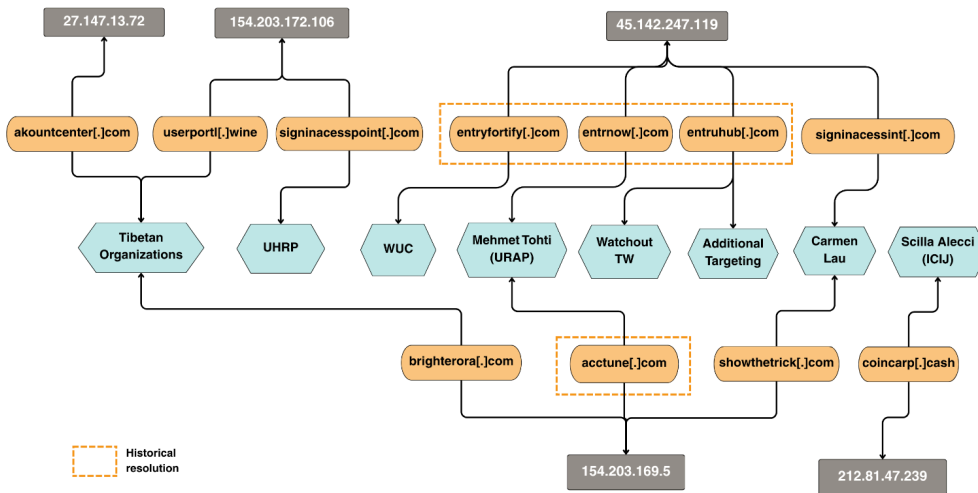 27.147.13.72
154.203.172.106
45.142.247.119
akountcenter[.]com
userportl[.]wine
signinacesspoint[.]com
entryfortify[.]com
entrnow[.]com
entruhub[.]com
signinacessint[.]com
Tibetan
Organizations
UHRP
WUC
Mehmet Tohti
(URAP)
Watchout
TW
Additional
Targeting
Carmen
Lau
Scilla Alecci
(ICIJ)
brighterora[.]com
acctune[.]com
showthetrick[.]com
coincarp[.]cash
Historical
resolution
154.203.169.5
212.81.47.239